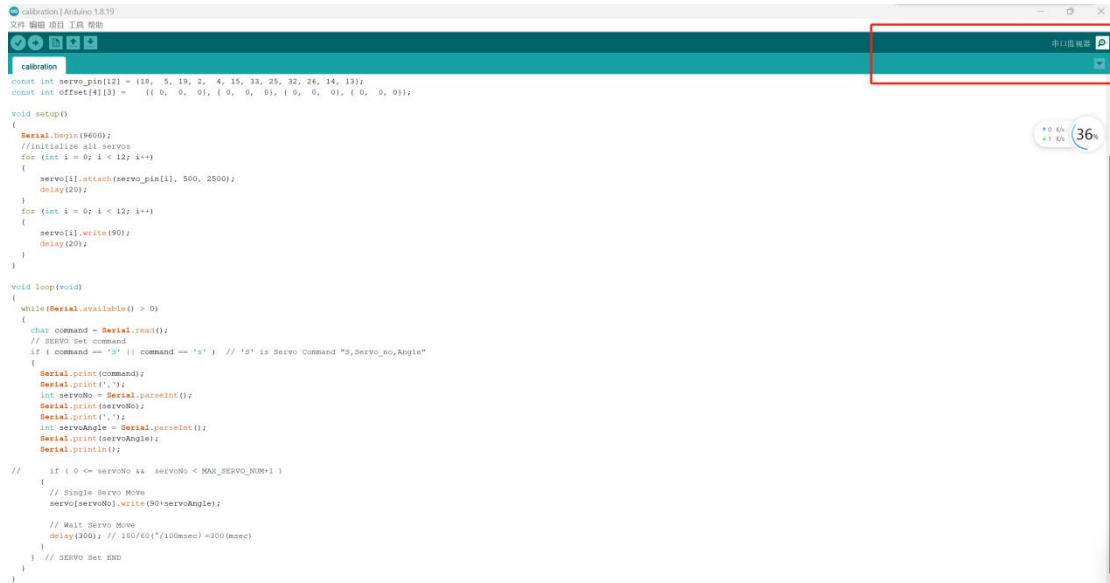 calibration | Arduino 1.8.19
文件 编辑 项目 工具 帮助
串口监视器
calibration
const int servo_pin[12] = {18, 5, 19, 2, 4, 15, 33, 25, 32, 26, 14, 13};
const int offset[4][3] = {{ 0, 0, 0}, { 0, 0, 0}, { 0, 0, 0}, { 0, 0, 0}};
void setup()
{
Serial.begin(9600);
//initialize all servos
for (int i = 0; i < 12; i++)
{
servo[i].attach(servo_pin[i], 500, 2500);
delay(20);
}
for (int i = 0; i < 12; i++)
{
servo[i].write(90);
delay(20);
}
}
void loop(void)
{
while(Serial.available() > 0)
{
char command = Serial.read();
// SERVO Set command
if ( command == 'S' || command == 's' ) // 'S' is Servo Command "S,Servo_no,Angle"
{
Serial.print(command);
Serial.print(',');
int servoNo = Serial.parseInt();
Serial.print(servoNo);
Serial.print(',');
int servoAngle = Serial.parseInt();
Serial.print(servoAngle);
Serial.println();
// if ( 0 <= servoNo && servoNo < MAX_SERVO_NUM+1 )
{
// Single Servo Move
servo[servoNo].write(90+servoAngle);
// Wait Servo Move
delay(300); // 180/60(°/100msec)=300(msec)
}
} // SERVO Set END
}
}
0 K/s
1 K/s
36%